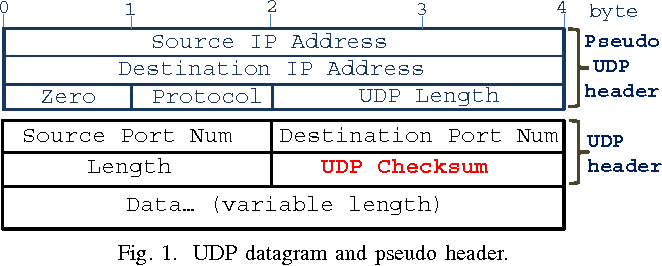 0 1 2 3 4 byte
Source IP Address
Destination IP Address
Zero Protocol UDP Length
Pseudo
UDP
header
Source Port Num Destination Port Num
Length UDP Checksum
UDP
header
Data… (variable length)
Fig. 1. UDP datagram and pseudo header.